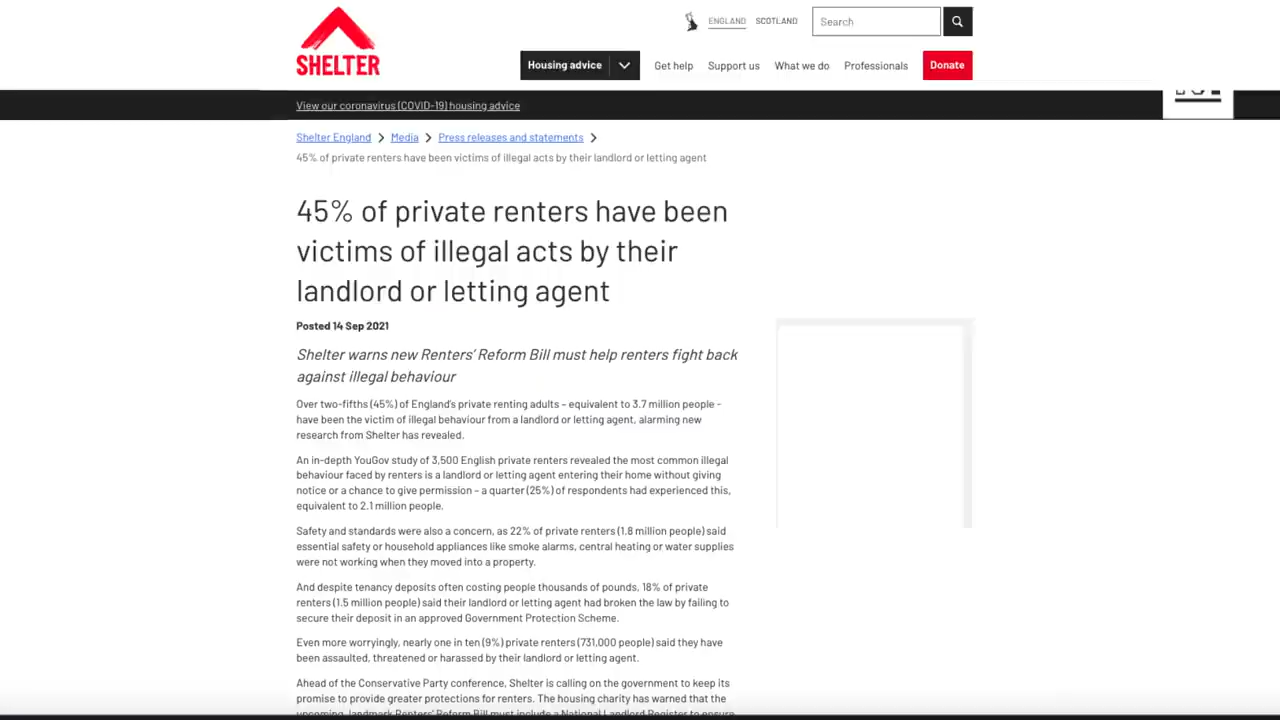 SHELTER
ENGLAND SCOTLAND Search
Housing advice Get help Support us What we do Professionals Donate
View our coronavirus (COVID-19) housing advice
Shelter England > Media > Press releases and statements >
45% of private renters have been victims of illegal acts by their landlord or letting agent
45% of private renters have been
victims of illegal acts by their
landlord or letting agent
Posted 14 Sep 2021
Shelter warns new Renters' Reform Bill must help renters fight back
against illegal behaviour
Over two-fifths (45%) of England's private renting adults – equivalent to 3.7 million people -
have been the victim of illegal behaviour from a landlord or letting agent, alarming new
research from Shelter has revealed.
An in-depth YouGov study of 3,500 English private renters revealed the most common illegal
behaviour faced by renters is a landlord or letting agent entering their home without giving
notice or a chance to give permission – a quarter (25%) of respondents had experienced this,
equivalent to 2.1 million people.
Safety and standards were also a concern, as 22% of private renters (1.8 million people) said
essential safety or household appliances like smoke alarms, central heating or water supplies
were not working when they moved into a property.
And despite tenancy deposits often costing people thousands of pounds, 18% of private
renters (1.5 million people) said their landlord or letting agent had broken the law by failing to
secure their deposit in an approved Government Protection Scheme.
Even more worryingly, nearly one in ten (9%) private renters (731,000 people) said they have
been assaulted, threatened or harassed by their landlord or letting agent.
Ahead of the Conservative Party conference, Shelter is calling on the government to keep its
promise to provide greater protections for renters. The housing charity has warned that the
upcoming, landmark Renters' Reform Bill must include a National Landlord Register to ensure